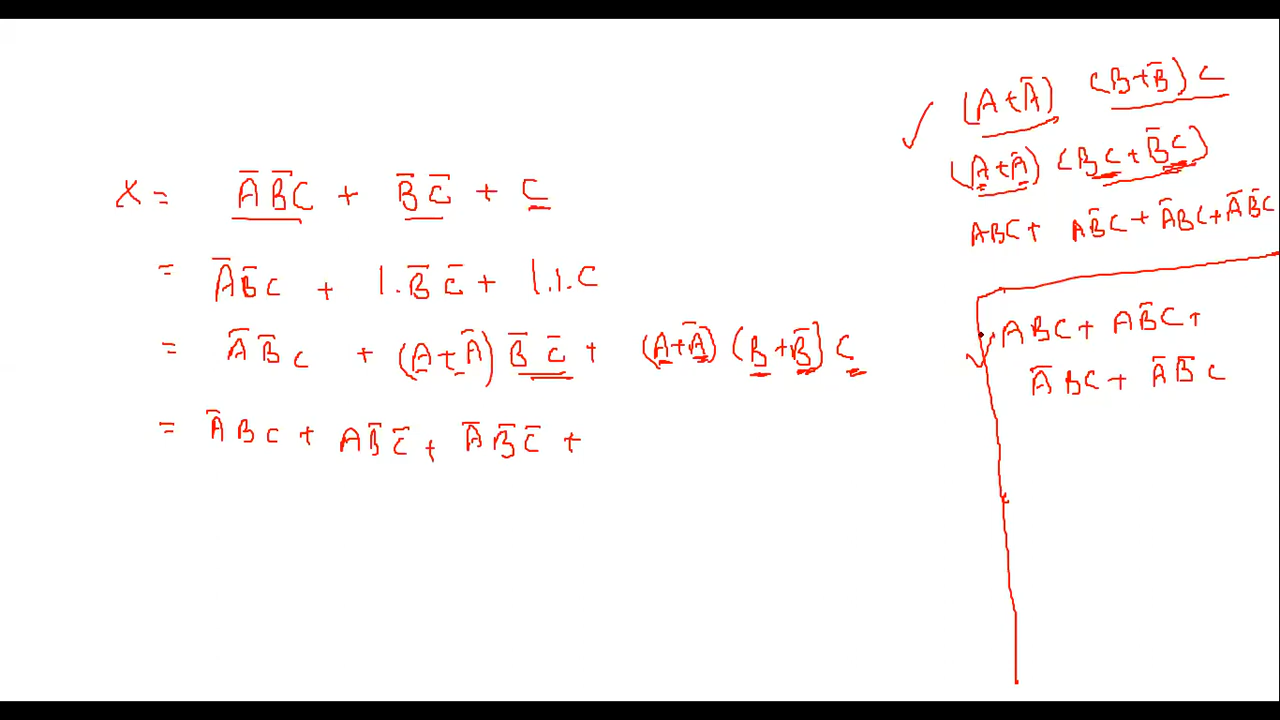 X = A̅B̅C + B̅C̅ + C
= A̅B̅C + 1.B̅C̅ + 1.1.C
= A̅B̅C + (A+A̅)B̅C̅ + (A+A̅)(B+B̅)C
= A̅BC + AB̅C̅ + A̅B̅C̅ +
✓ (A+A̅) (B+B̅)C
(A+A̅) (BC+B̅C)
ABC + AB̅C + A̅BC + A̅B̅C
✓ ABC + AB̅C +
A̅BC + A̅B̅C